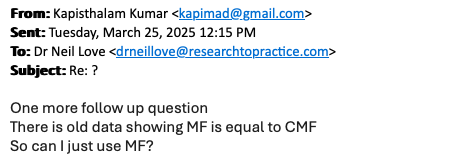 From: Kapisthalam Kumar <kapimad@gmail.com>
Sent: Tuesday, March 25, 2025 12:15 PM
To: Dr Neil Love <drneillove@researchtopractice.com>
Subject: Re: ?
One more follow up question
There is old data showing MF is equal to CMF
So can I just use MF?